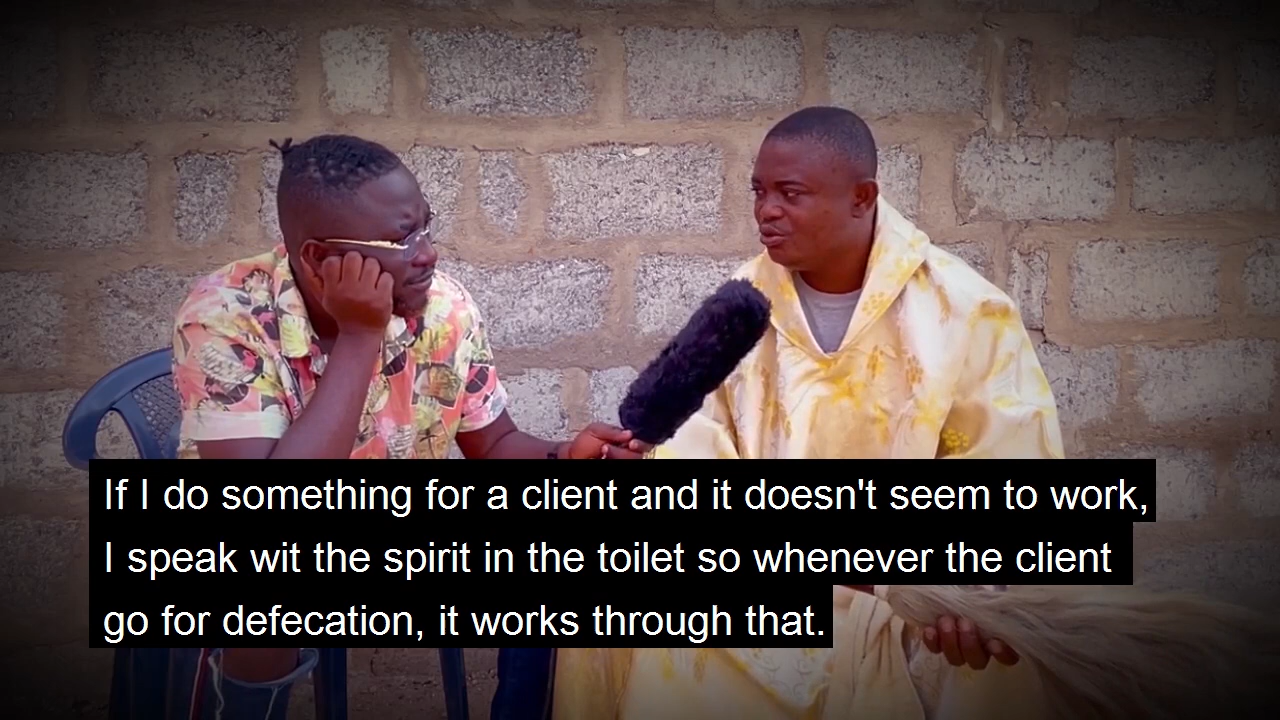 If I do something for a client and it doesn't seem to work,
I speak wit the spirit in the toilet so whenever the client
go for defecation, it works through that.